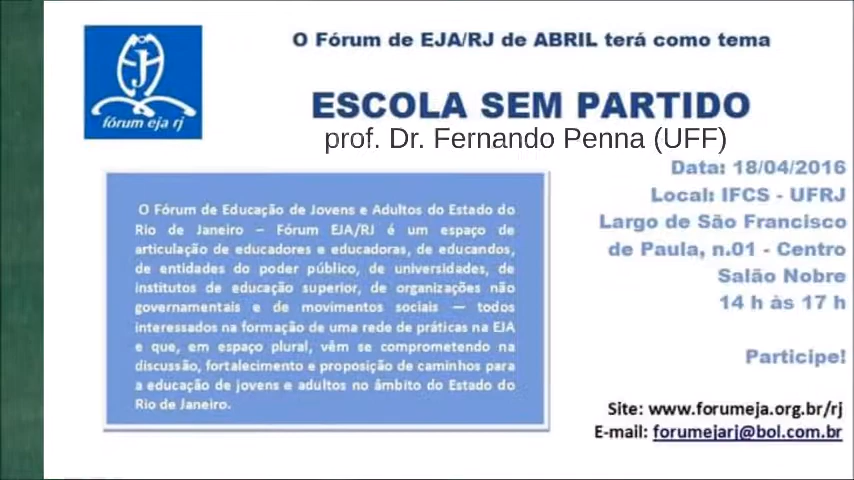 O Fórum de EJA/RJ de ABRIL terá como tema
ESCOLA SEM PARTIDO
prof. Dr. Fernando Penna (UFF)
fórum eja rj
Data: 18/04/2016
Local: IFCS - UFRJ
Largo de São Francisco
de Paula, n.01 - Centro
Salão Nobre
14 h às 17 h
Participe!
O Fórum de Educação de Jovens e Adultos do Estado do
Rio de Janeiro – Fórum EJA/RJ é um espaço de
articulação de educadores e educadoras, de educandos,
de entidades do poder público, de universidades, de
institutos de educação superior, de organizações não
governamentais e de movimentos sociais — todos
interessados na formação de uma rede de práticas na EJA
e que, em espaço plural, vêm se comprometendo na
discussão, fortalecimento e proposição de caminhos para
a educação de jovens e adultos no âmbito do Estado do
Rio de Janeiro.
Site: www.forumeja.org.br/rj
E-mail: forumejarj@bol.com.br